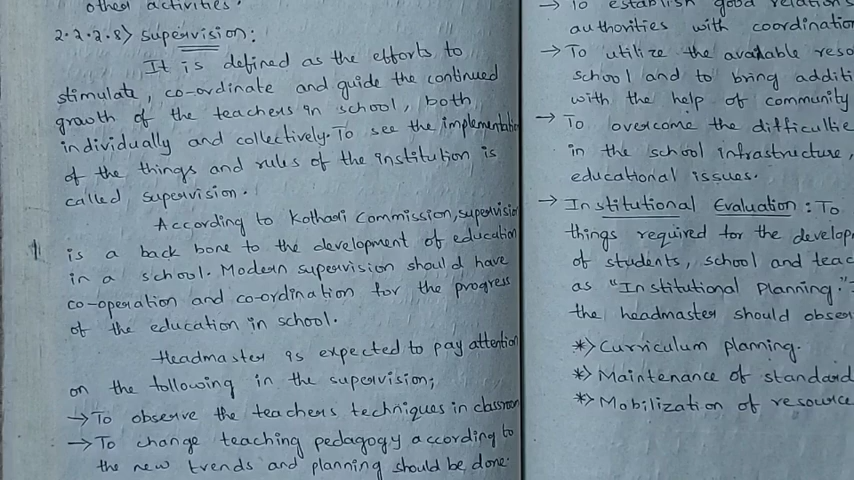 other activities.
2.2.2.8) Supervision:
It is defined as the efforts to
stimulate, co-ordinate and guide the continued
growth of the teachers in school, both
individually and collectively. To see the implementation
of the things and rules of the institution is
called supervision.
According to Kothari Commission, supervision
is a back bone to the development of education
in a school. Modern supervision should have
co-operation and co-ordination for the progress
of the education in school.
Headmaster is expected to pay attention
on the following in the supervision;
→ To observe the teachers techniques in classroom
→ To change teaching pedagogy according to
the new trends and planning should be done.
→ To establish good relations
authorities with coordination
→ To utilize the available reso
school and to bring additi
with the help of community
→ To overcome the difficultie
in the school infrastructure,
educational issues.
→ Institutional Evaluation: To
things required for the develop
of students, school and teac
as "Institutional Planning."
the headmaster should obser
*) Curriculum planning.
*) Maintenance of standard
*) Mobilization of resource